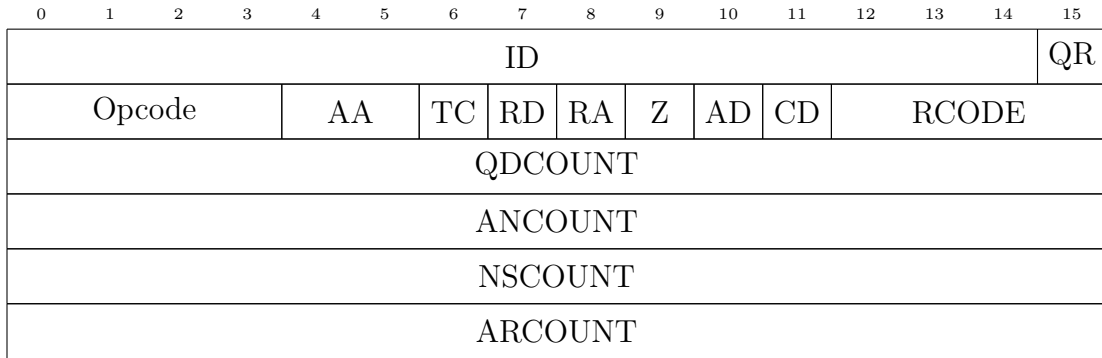 0 1 2 3 4 5 6 7 8 9 10 11 12 13 14 15
ID QR
Opcode AA TC RD RA Z AD CD RCODE
QDCOUNT
ANCOUNT
NSCOUNT
ARCOUNT